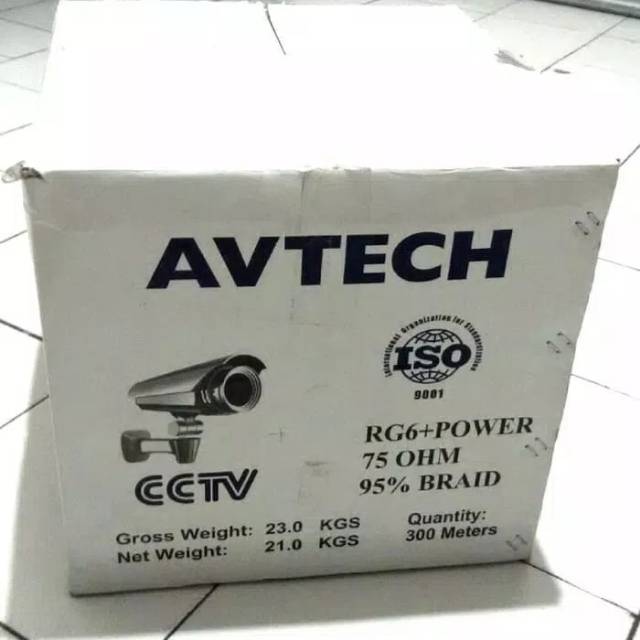 AVTECH
International Organization for Standardization
ISO
9001
CCTV
RG6+POWER
75 OHM
95% BRAID
Gross Weight: 23.0 KGS
Net Weight: 21.0 KGS
Quantity:
300 Meters